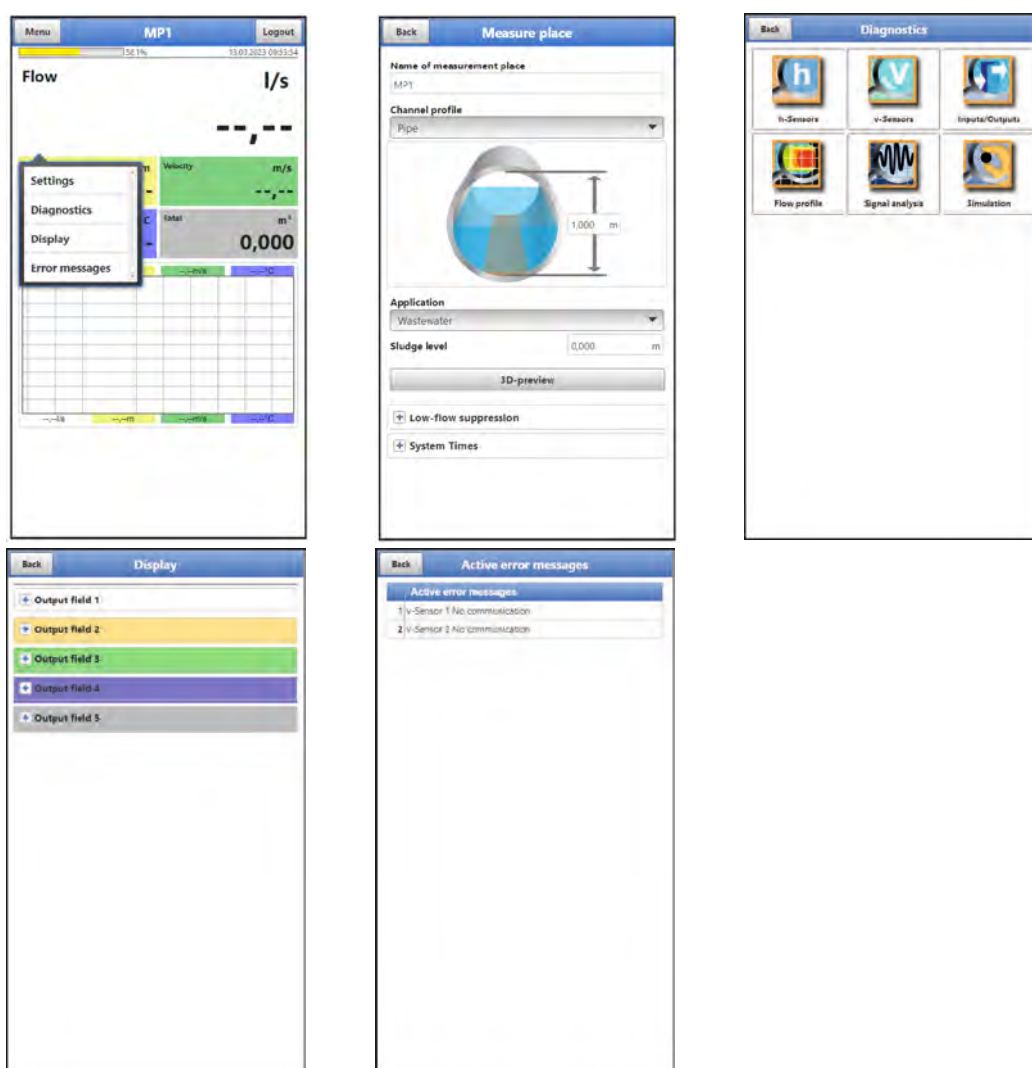 Menu MP1 Logout
58.1% 13.03.2023 09:53:54
Flow l/s
--,--
Settings
Diagnostics
Display
Error messages
m
-
Velocity m/s
--,--
C
-
Total m³
0,000
--,--m/s --,--°C
--,--l/s --,--m --,--m/s --,--°C
Back Measure place
Name of measurement place
MP1
Channel profile
Pipe
1,000 m
Application
Wastewater
Sludge level 0,000 m
3D-preview
+ Low-flow suppression
+ System Times
Back Diagnostics
h
V
h-Sensors v-Sensors Inputs/Outputs
Flow profile Signal analysis Simulation
Back Display
+ Output field 1
+ Output field 2
+ Output field 3
+ Output field 4
+ Output field 5
Back Active error messages
Active error messages
1 v-Sensor 1 No communication
2 v-Sensor 2 No communication